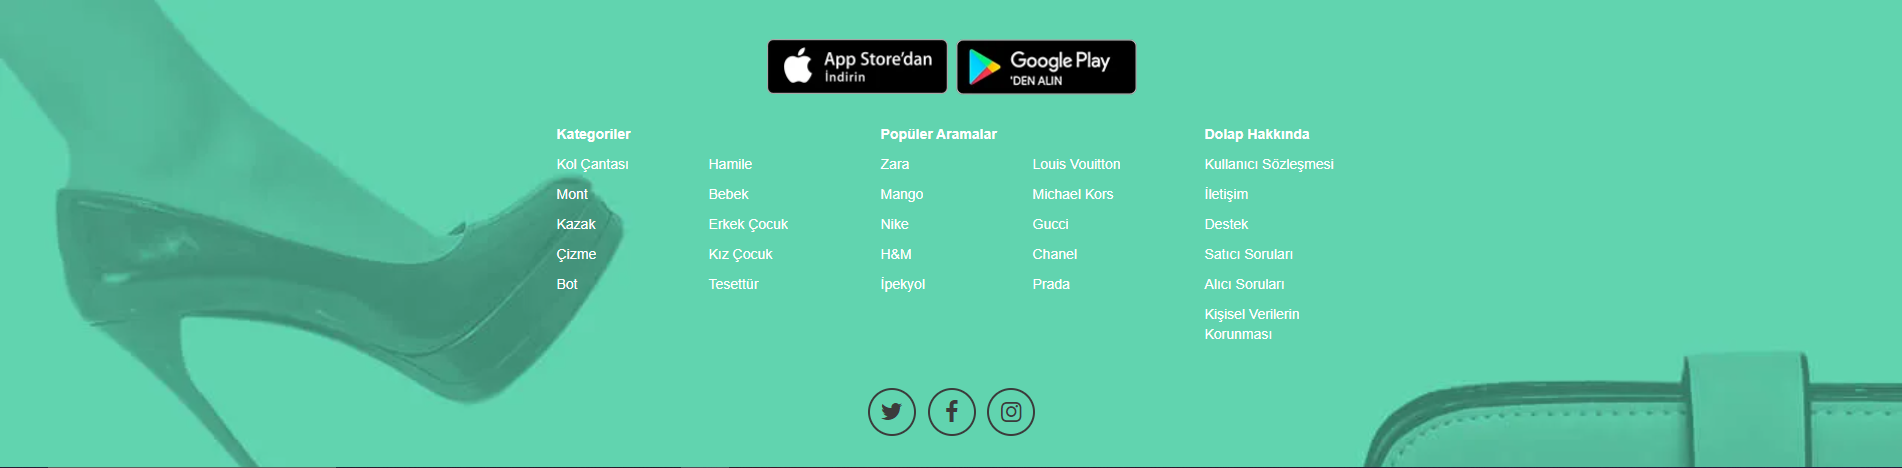 App Store'dan
İndirin
Google Play
'DEN ALIN
Kategoriler
Kol Çantası
Mont
Kazak
Çizme
Bot
Hamile
Bebek
Erkek Çocuk
Kız Çocuk
Tesettür
Popüler Aramalar
Zara
Mango
Nike
H&M
İpekyol
Louis Vouitton
Michael Kors
Gucci
Chanel
Prada
Dolap Hakkında
Kullanıcı Sözleşmesi
İletişim
Destek
Satıcı Soruları
Alıcı Soruları
Kişisel Verilerin
Korunması